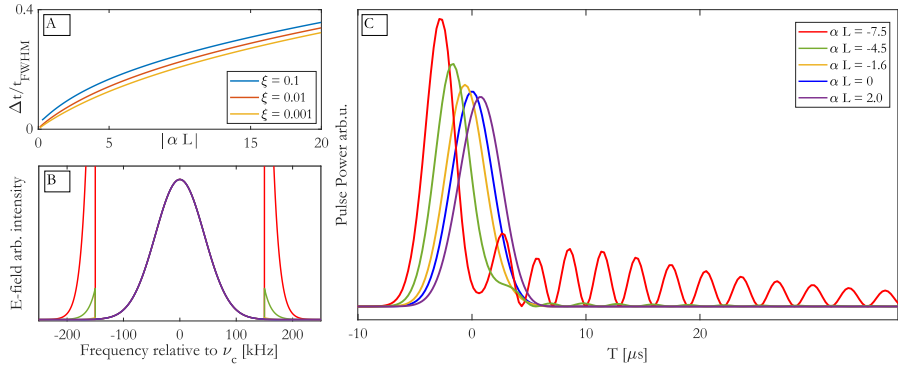 A
0.4
0
Δt/t_FWHM
ξ = 0.1
ξ = 0.01
ξ = 0.001
0 5 15 20
|α L|
B
E-field arb. intensity
-200 -100 0 100 200
Frequency relative to ν_c [kHz]
C
Pulse Power arb.u.
α L = -7.5
α L = -4.5
α L = -1.6
α L = 0
α L = 2.0
-10 0 10 20
T [μs]